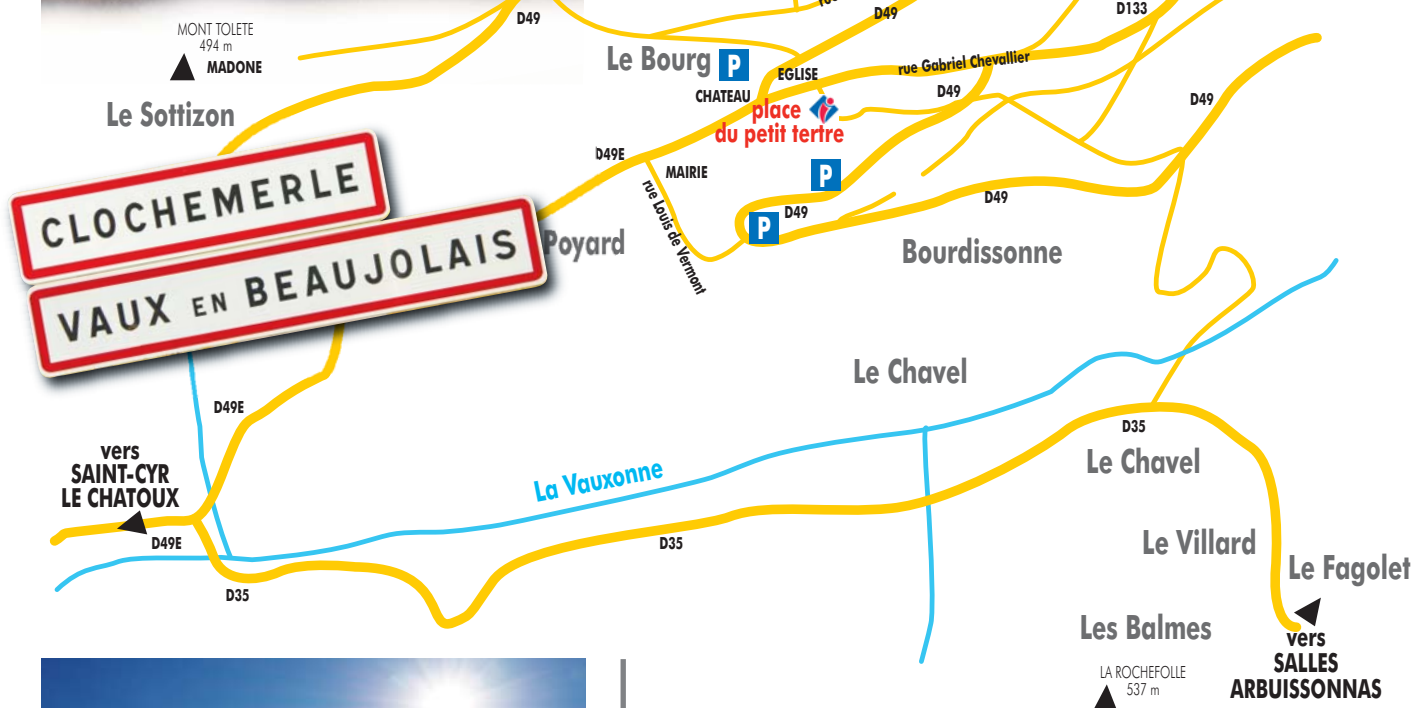 D49
D49
D133
MONT TOLETE
494 m
MADONE
Le Bourg
P
EGLISE
rue Gabriel Chevallier
CHATEAU
D49
D49
place
du petit tertre
Le Sottizon
D49E
MAIRIE
P
rue Louis de Vermont
D49
P
D49
CLOCHEMERLE
VAUX EN BEAUJOLAIS
Poyard
Bourdissonne
Le Chavel
D49E
D35
vers
SAINT-CYR
LE CHATOUX
Le Chavel
La Vauxonne
D49E
D35
Le Villard
Le Fagolet
D35
Les Balmes
vers
SALLES
ARBUISSONNAS
LA ROCHEFOLLE
537 m